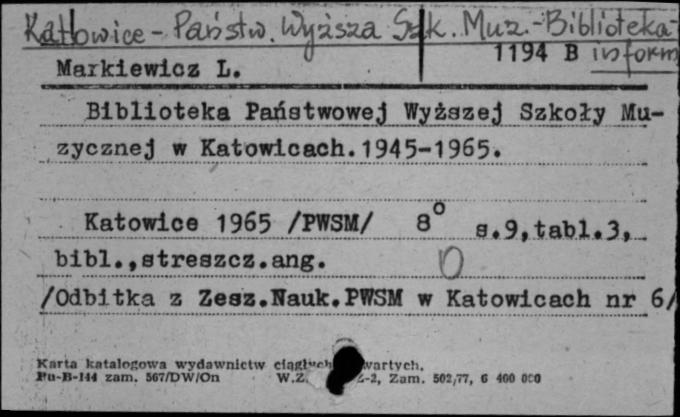 Katowice - Państw. Wyższa Szk. Muz. - Biblioteka -
1194 B inform
Markiewicz L.
Biblioteka Państwowej Wyższej Szkoły Mu-
zycznej w Katowicach.1945-1965.
Katowice 1965 /PWSM/ 8° s.9,tabl.3,
bibl.,streszcz.ang.
/Odbitka z Zesz.Nauk.PWSM w Katowicach nr 6/
Karta katalogowa wydawnictw
Pu-B-144 zam. 567/DW/On W.Z. Z-2, Zam. 502/77, 6 400 000